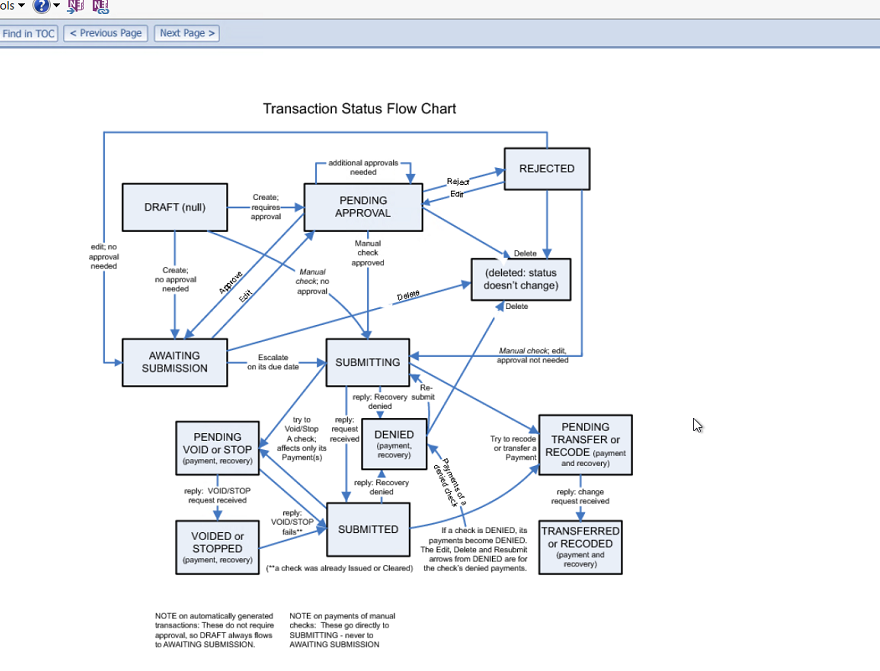 ols
?
Find in TOC
< Previous Page
Next Page >
Transaction Status Flow Chart
additional approvals
needed
REJECTED
Reject
Edit
DRAFT (null)
Create;
requires
approval
PENDING
APPROVAL
edit; no
approval
needed
Create;
no approval
needed
Approve
Edit
Manual
check; no
approval
Manual
check
approved
Delete
(deleted: status
doesn't change)
Delete
Delete
AWAITING
SUBMISSION
Escalate
on its due date
SUBMITTING
Manual check; edit,
approval not needed
Re-
submit
reply: Recovery
denied
try to
Void/Stop
A check;
affects only its
Payment(s)
reply:
request
received
PENDING
VOID or STOP
(payment, recovery)
DENIED
(payment,
recovery)
Try to recode
or transfer a
Payment
PENDING
TRANSFER or
RECODE (payment
and recovery)
Payments of a
denied check
reply: VOID/STOP
request received
reply: Recovery
denied
reply: change
request received
reply:
VOID/STOP
fails**
VOIDED or
STOPPED
(payment, recovery)
SUBMITTED
If a check is DENIED, its
payments become DENIED.
The Edit, Delete and Resubmit
arrows from DENIED are for
the check's denied payments.
TRANSFERRED
or RECODED
(payment and
recovery)
(**a check was already Issued or Cleared)
NOTE on automatically generated
transactions: These do not require
approval, so DRAFT always flows
to AWAITING SUBMISSION.
NOTE on payments of manual
checks: These go directly to
SUBMITTING - never to
AWAITING SUBMISSION